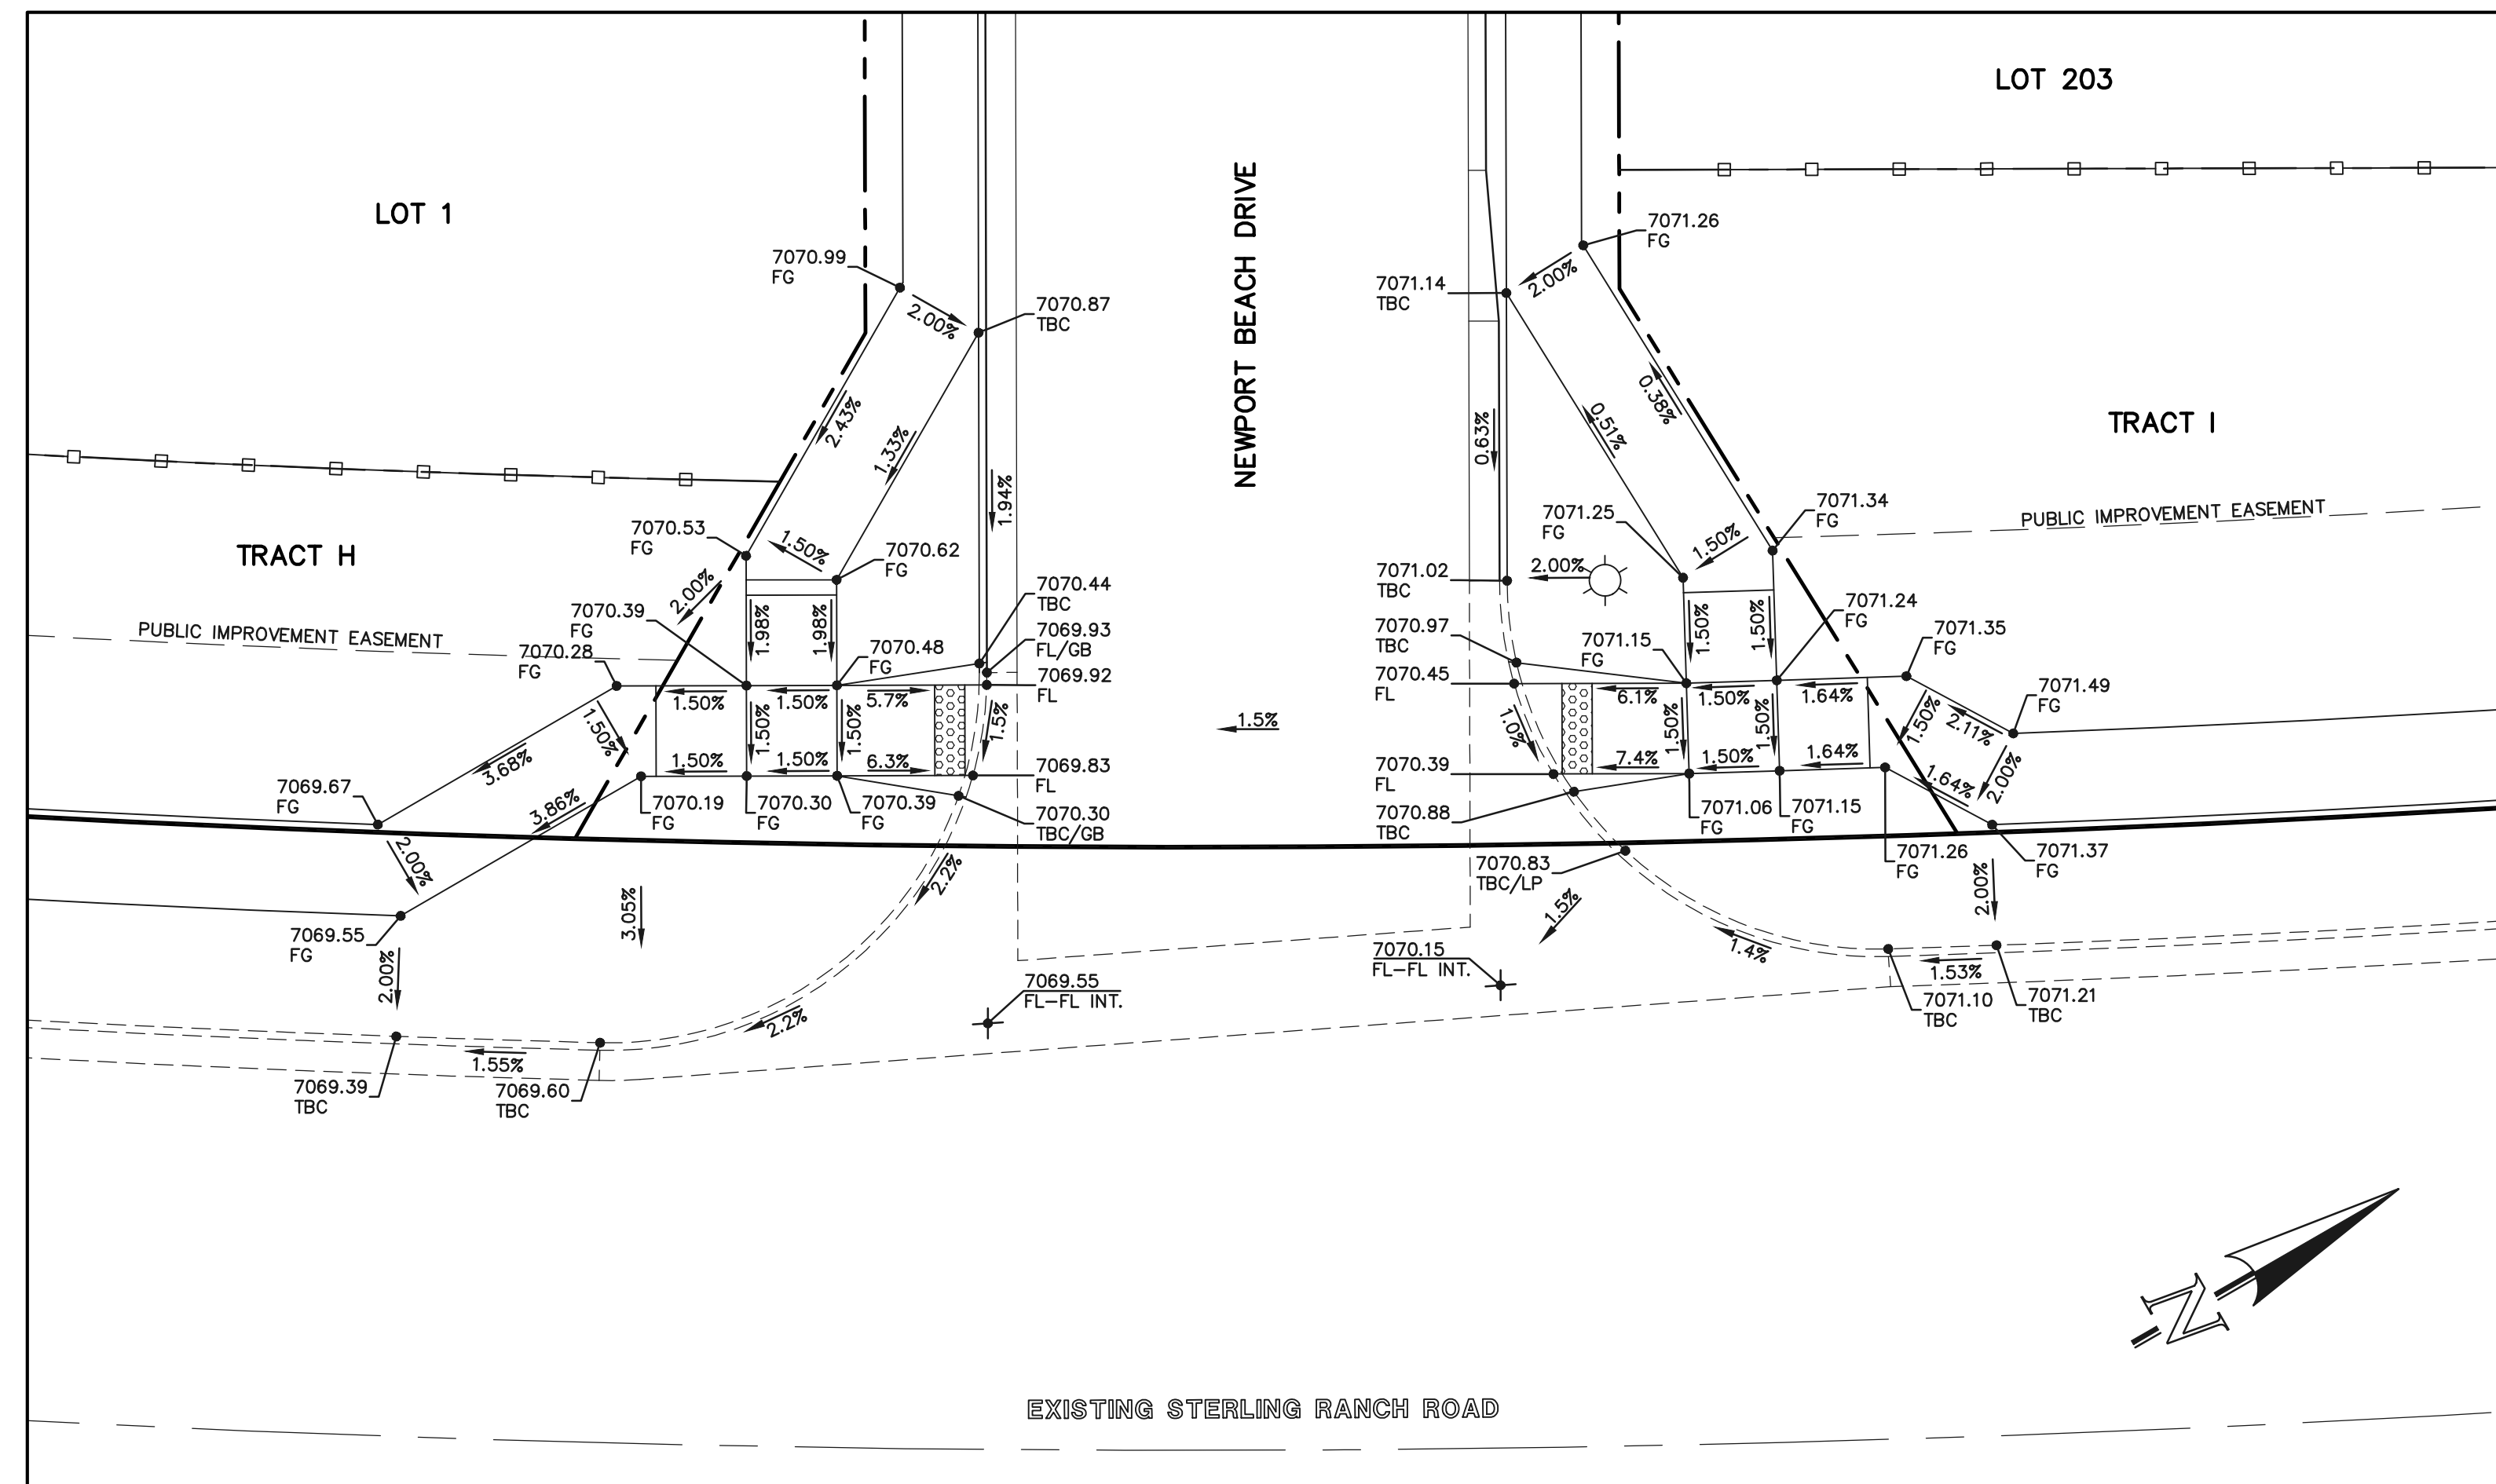 LOT 203
LOT 1
NEWPORT BEACH DRIVE
7071.26
FG
7070.99
FG
2.00%
7070.87
TBC
7071.14
TBC
2.00%
2.43%
1.33%
1.94%
0.63%
0.51%
0.38%
TRACT I
PUBLIC IMPROVEMENT EASEMENT
7070.53
FG
1.50%
7070.62
FG
7071.25
FG
1.50%
7071.34
FG
TRACT H
PUBLIC IMPROVEMENT EASEMENT
2.00%
7070.39
FG
7070.28
FG
1.98%
1.98%
7070.48
FG
7070.44
TBC
7069.93
FL/GB
7069.92
FL
7071.02
TBC
2.00%
7070.97
TBC
7070.45
FL
7071.15
FG
1.50%
1.50%
7071.24
FG
7071.35
FG
7071.49
FG
1.50%
1.50%
5.7%
1.5%
1.5%
1.0%
6.1%
1.50%
1.64%
1.50%
2.11%
1.50%
1.50%
1.50%
1.50%
1.50%
3.68%
1.50%
1.50%
6.3%
7.4%
1.50%
1.64%
1.64%
2.00%
7069.67
FG
3.86%
7070.19
FG
7070.30
FG
7070.39
FG
7069.83
FL
7070.30
TBC/GB
7070.39
FL
7070.88
TBC
7071.06
FG
7071.15
FG
7071.26
FG
7071.37
FG
7070.83
TBC/LP
2.00%
2.2%
1.5%
2.00%
3.05%
7069.55
FG
2.00%
1.4%
7070.15
FL-FL INT.
7069.55
FL-FL INT.
1.53%
7071.10
TBC
7071.21
TBC
2.2%
1.55%
7069.39
TBC
7069.60
TBC
N
EXISTING STERLING RANCH ROAD